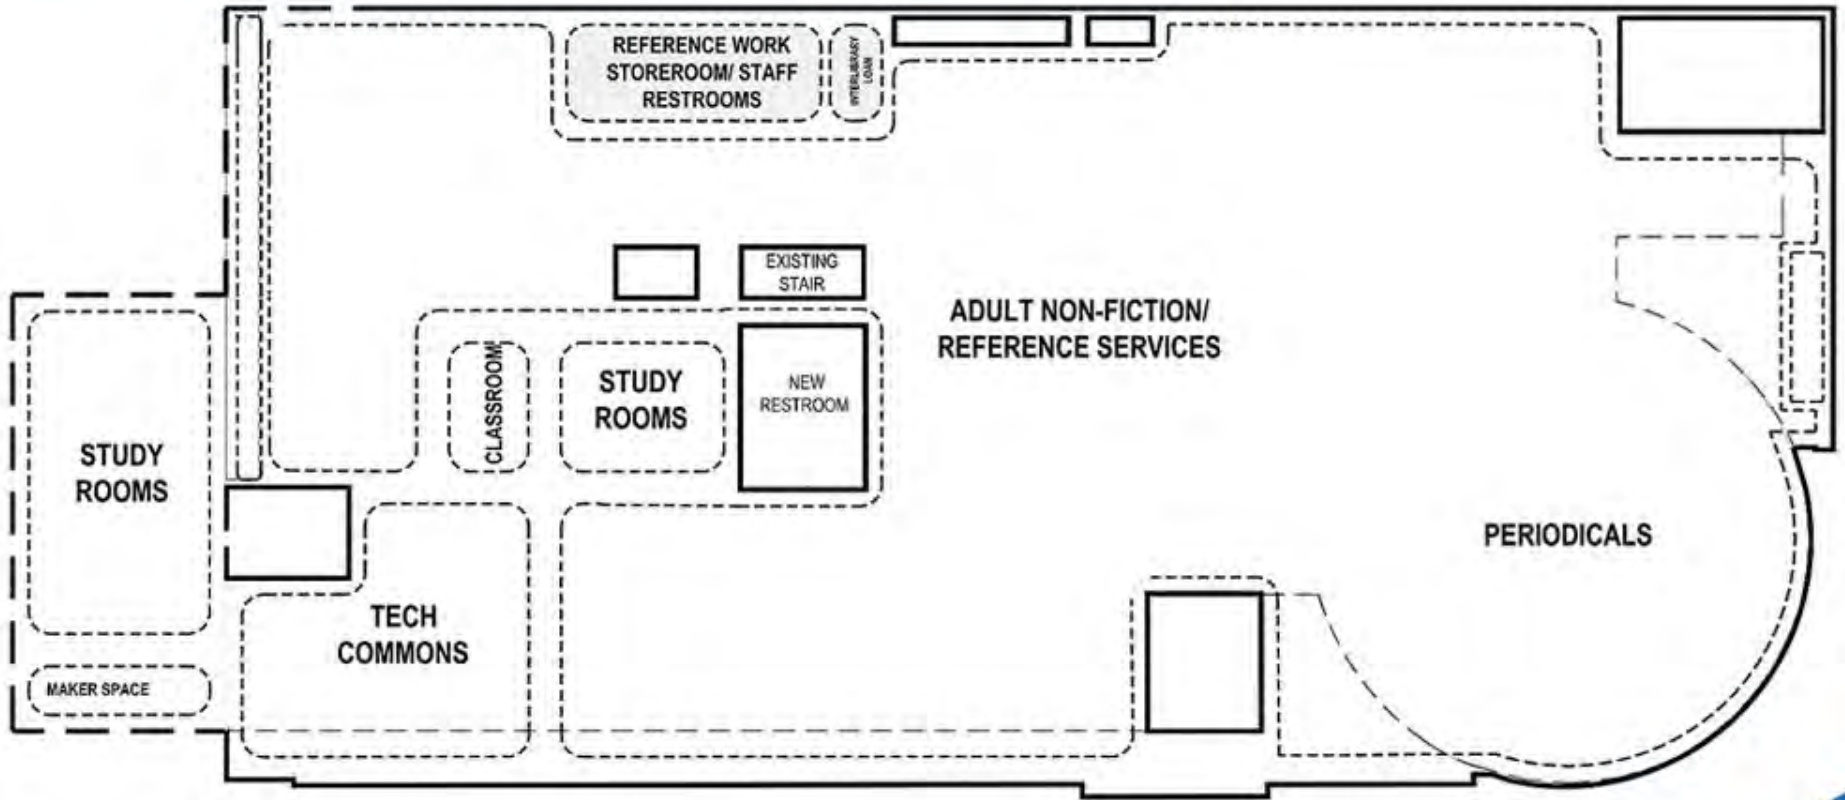 REFERENCE WORK
STOREROOM/ STAFF
RESTROOMS
INTERLIBRARY
LOAN
EXISTING
STAIR
ADULT NON-FICTION/
REFERENCE SERVICES
STUDY
ROOMS
CLASSROOM/
STUDY
ROOMS
NEW
RESTROOM
PERIODICALS
TECH
COMMONS
MAKER SPACE